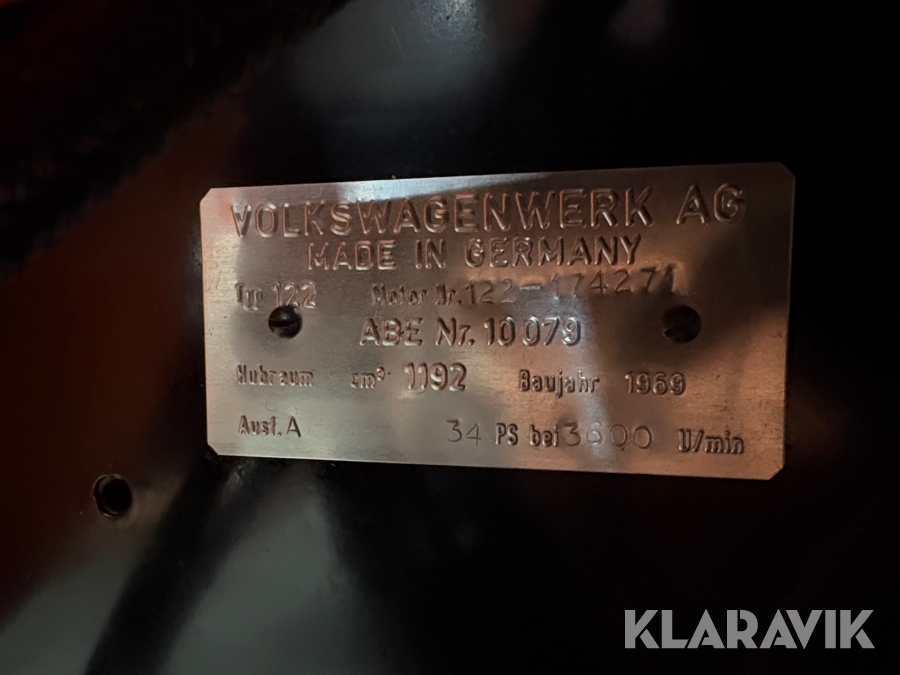 VOLKSWAGENWERK AG
MADE IN GERMANY
Typ 122 Motor Nr. 122-174271
ABE Nr. 10 079
Hubraum cm³ 1192 Baujahr 1969
Ausf. A 34 PS bei 3600 U/min
KLARAVIK